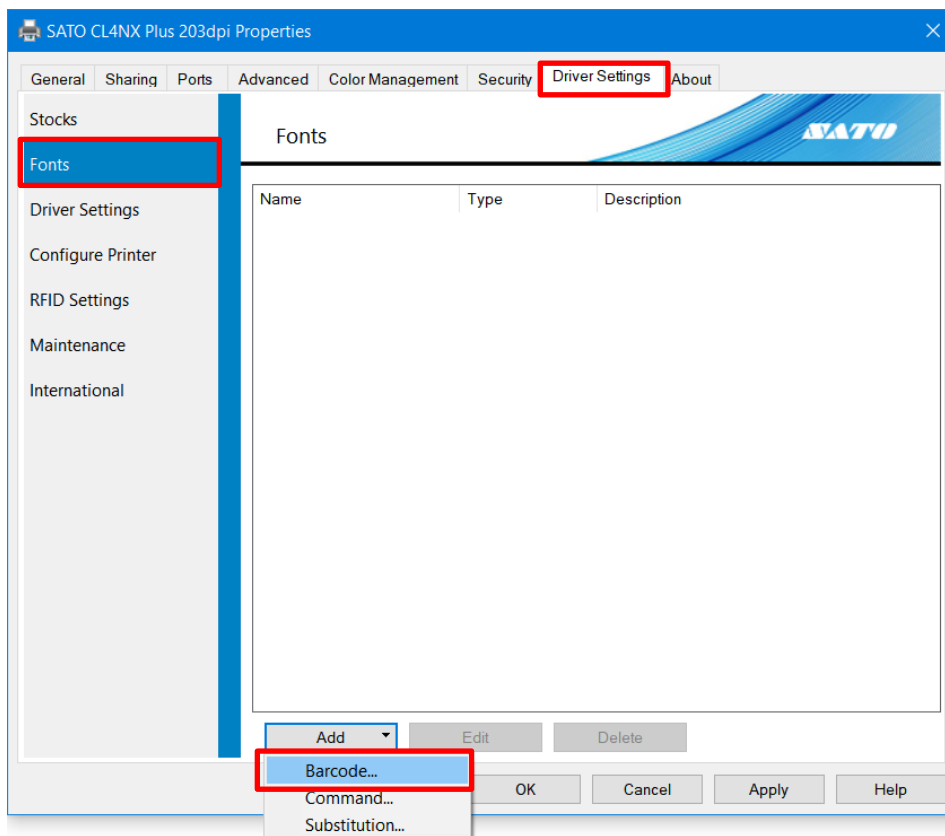 SATO CL4NX Plus 203dpi Properties
General Sharing Ports Advanced Color Management Security Driver Settings About
Stocks
Fonts
Driver Settings
Configure Printer
RFID Settings
Maintenance
International
Fonts
SATO
Name Type Description
Add Edit Delete
Barcode...
Command...
Substitution...
OK Cancel Apply Help